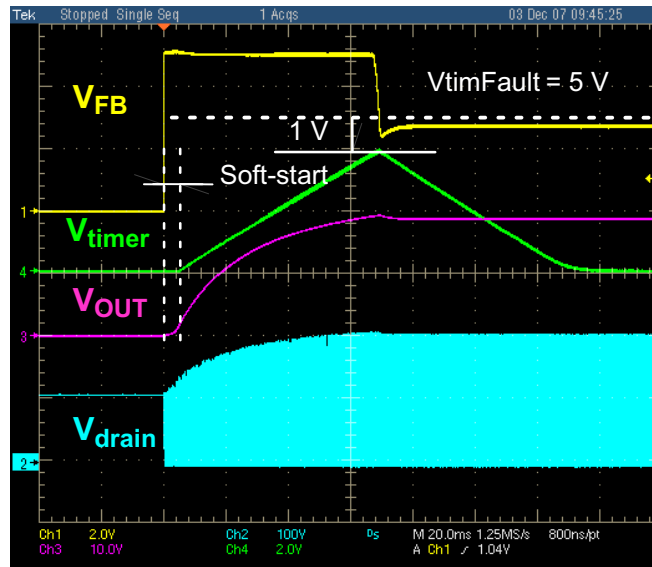 Tek Stopped Single Seq 1 Acqs 03 Dec 07 09:45:25
VFB
VtimFault = 5 V
1 V
Soft-start
1
Vtimer
4
VOUT
3
Vdrain
2
Ch1 2.0V Ch2 100V Ds M 20.0ms 1.25MS/s 800ns/pt
Ch3 10.0V Ch4 2.0V A Ch1 / 1.04V